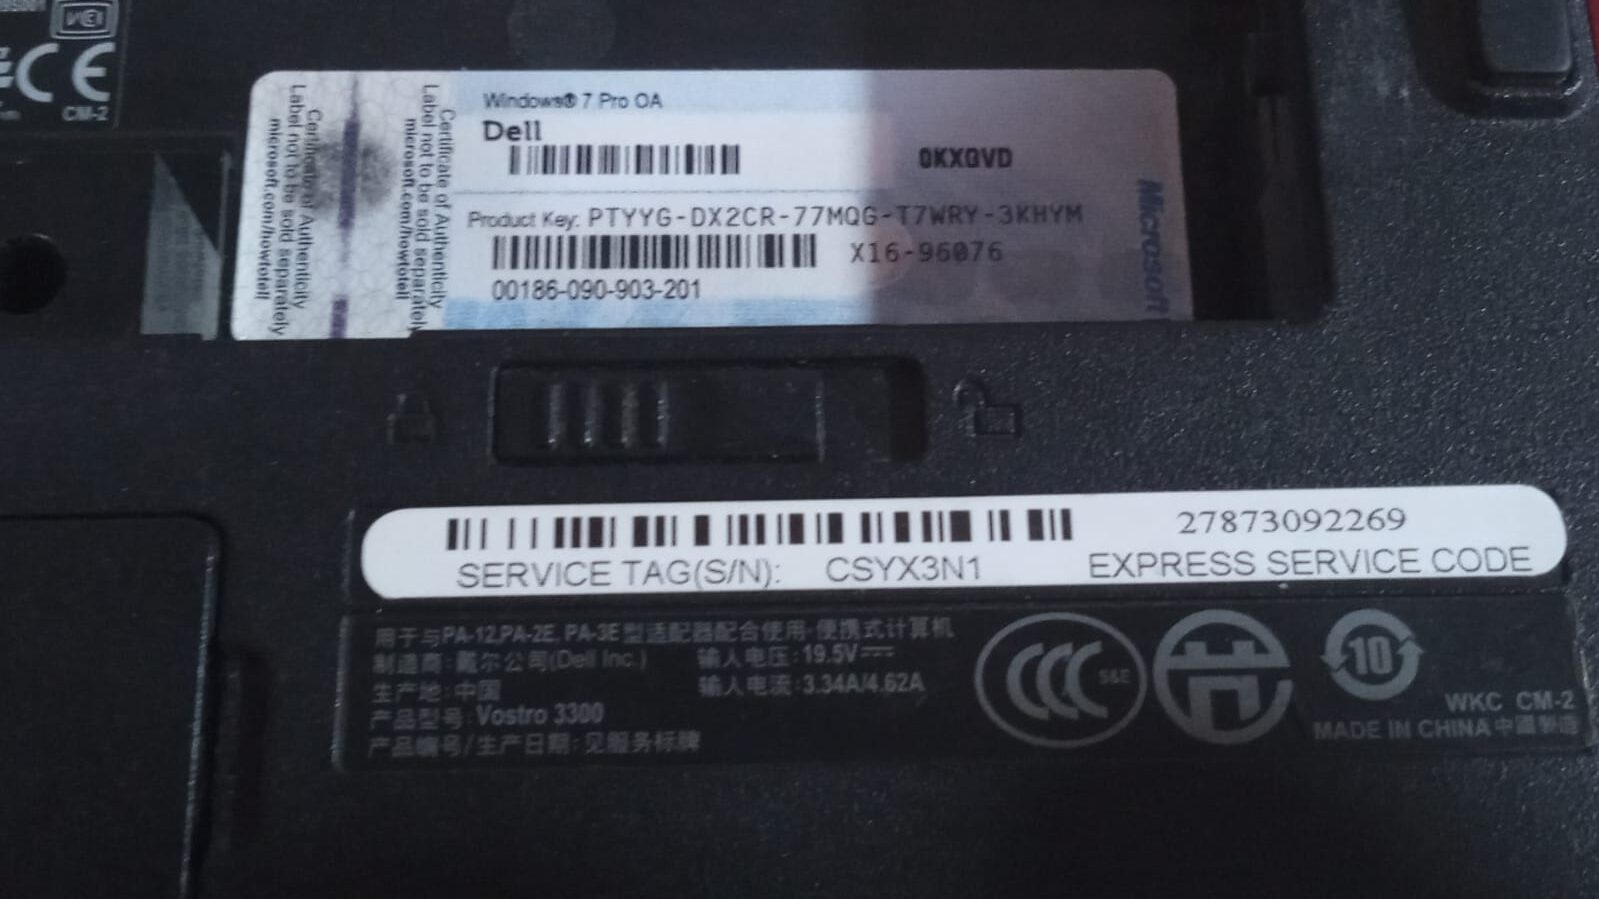 CM-2
Certificate of Authenticity
Label not to be sold separately
microsoft.com/howtotell
Certificate of Authenticity
Label not to be sold separately
microsoft.com/howtotell
Windows® 7 Pro OA
Dell
0KXQVD
Product Key: PTYYG-DX2CR-77MQG-T7WRY-3KHYM
X16-96076
00186-090-903-201
Microsoft
27873092269
SERVICE TAG(S/N): CSYX3N1 EXPRESS SERVICE CODE
用于与PA-12,PA-2E, PA-3E型适配器配合使用-便携式计算机
制造商:戴尔公司(Dell Inc.) 输入电压:19.5V
生产地:中国 输入电流:3.34A/4.62A
产品型号:Vostro 3300
产品编号/生产日期:见服务标牌
S&E
10
WKC CM-2
MADE IN CHINA 中國製造